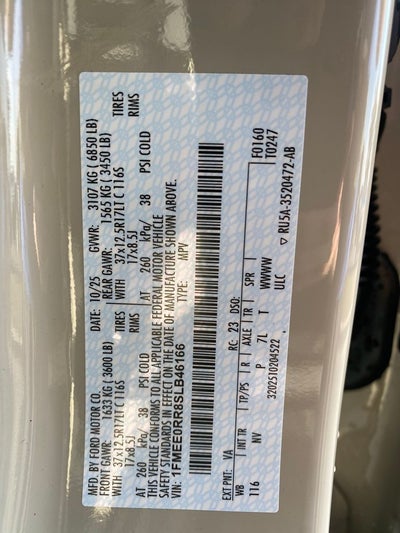 MFD. BY FORD MOTOR CO. DATE: 10/25 GVWR: 3107 KG ( 6850 LB)
FRONT GAWR: 1633 KG ( 3600 LB) REAR GAWR: 1565 KG ( 3450 LB)
WITH 37x12.5R17LT C 116S TIRES WITH 37x12.5R17LT C 116S TIRES
17x8.5J RIMS 17x8.5J RIMS
AT 260 kPa/ 38 PSI COLD AT 260 kPa/ 38 PSI COLD
THIS VEHICLE CONFORMS TO ALL APPLICABLE FEDERAL MOTOR VEHICLE
SAFETY STANDARDS IN EFFECT ON THE DATE OF MANUFACTURE SHOWN ABOVE.
VIN: 1FMEE0RR8SLB46166 TYPE: MPV
F0160
T0247
EXT PNT: VA RC: 23 DSO:
WB INT TR TP/PS R AXLE TR SPR ▽ RU5A-3520472-AB
116 NV P 7L T WWWW
ULC
3202510204522